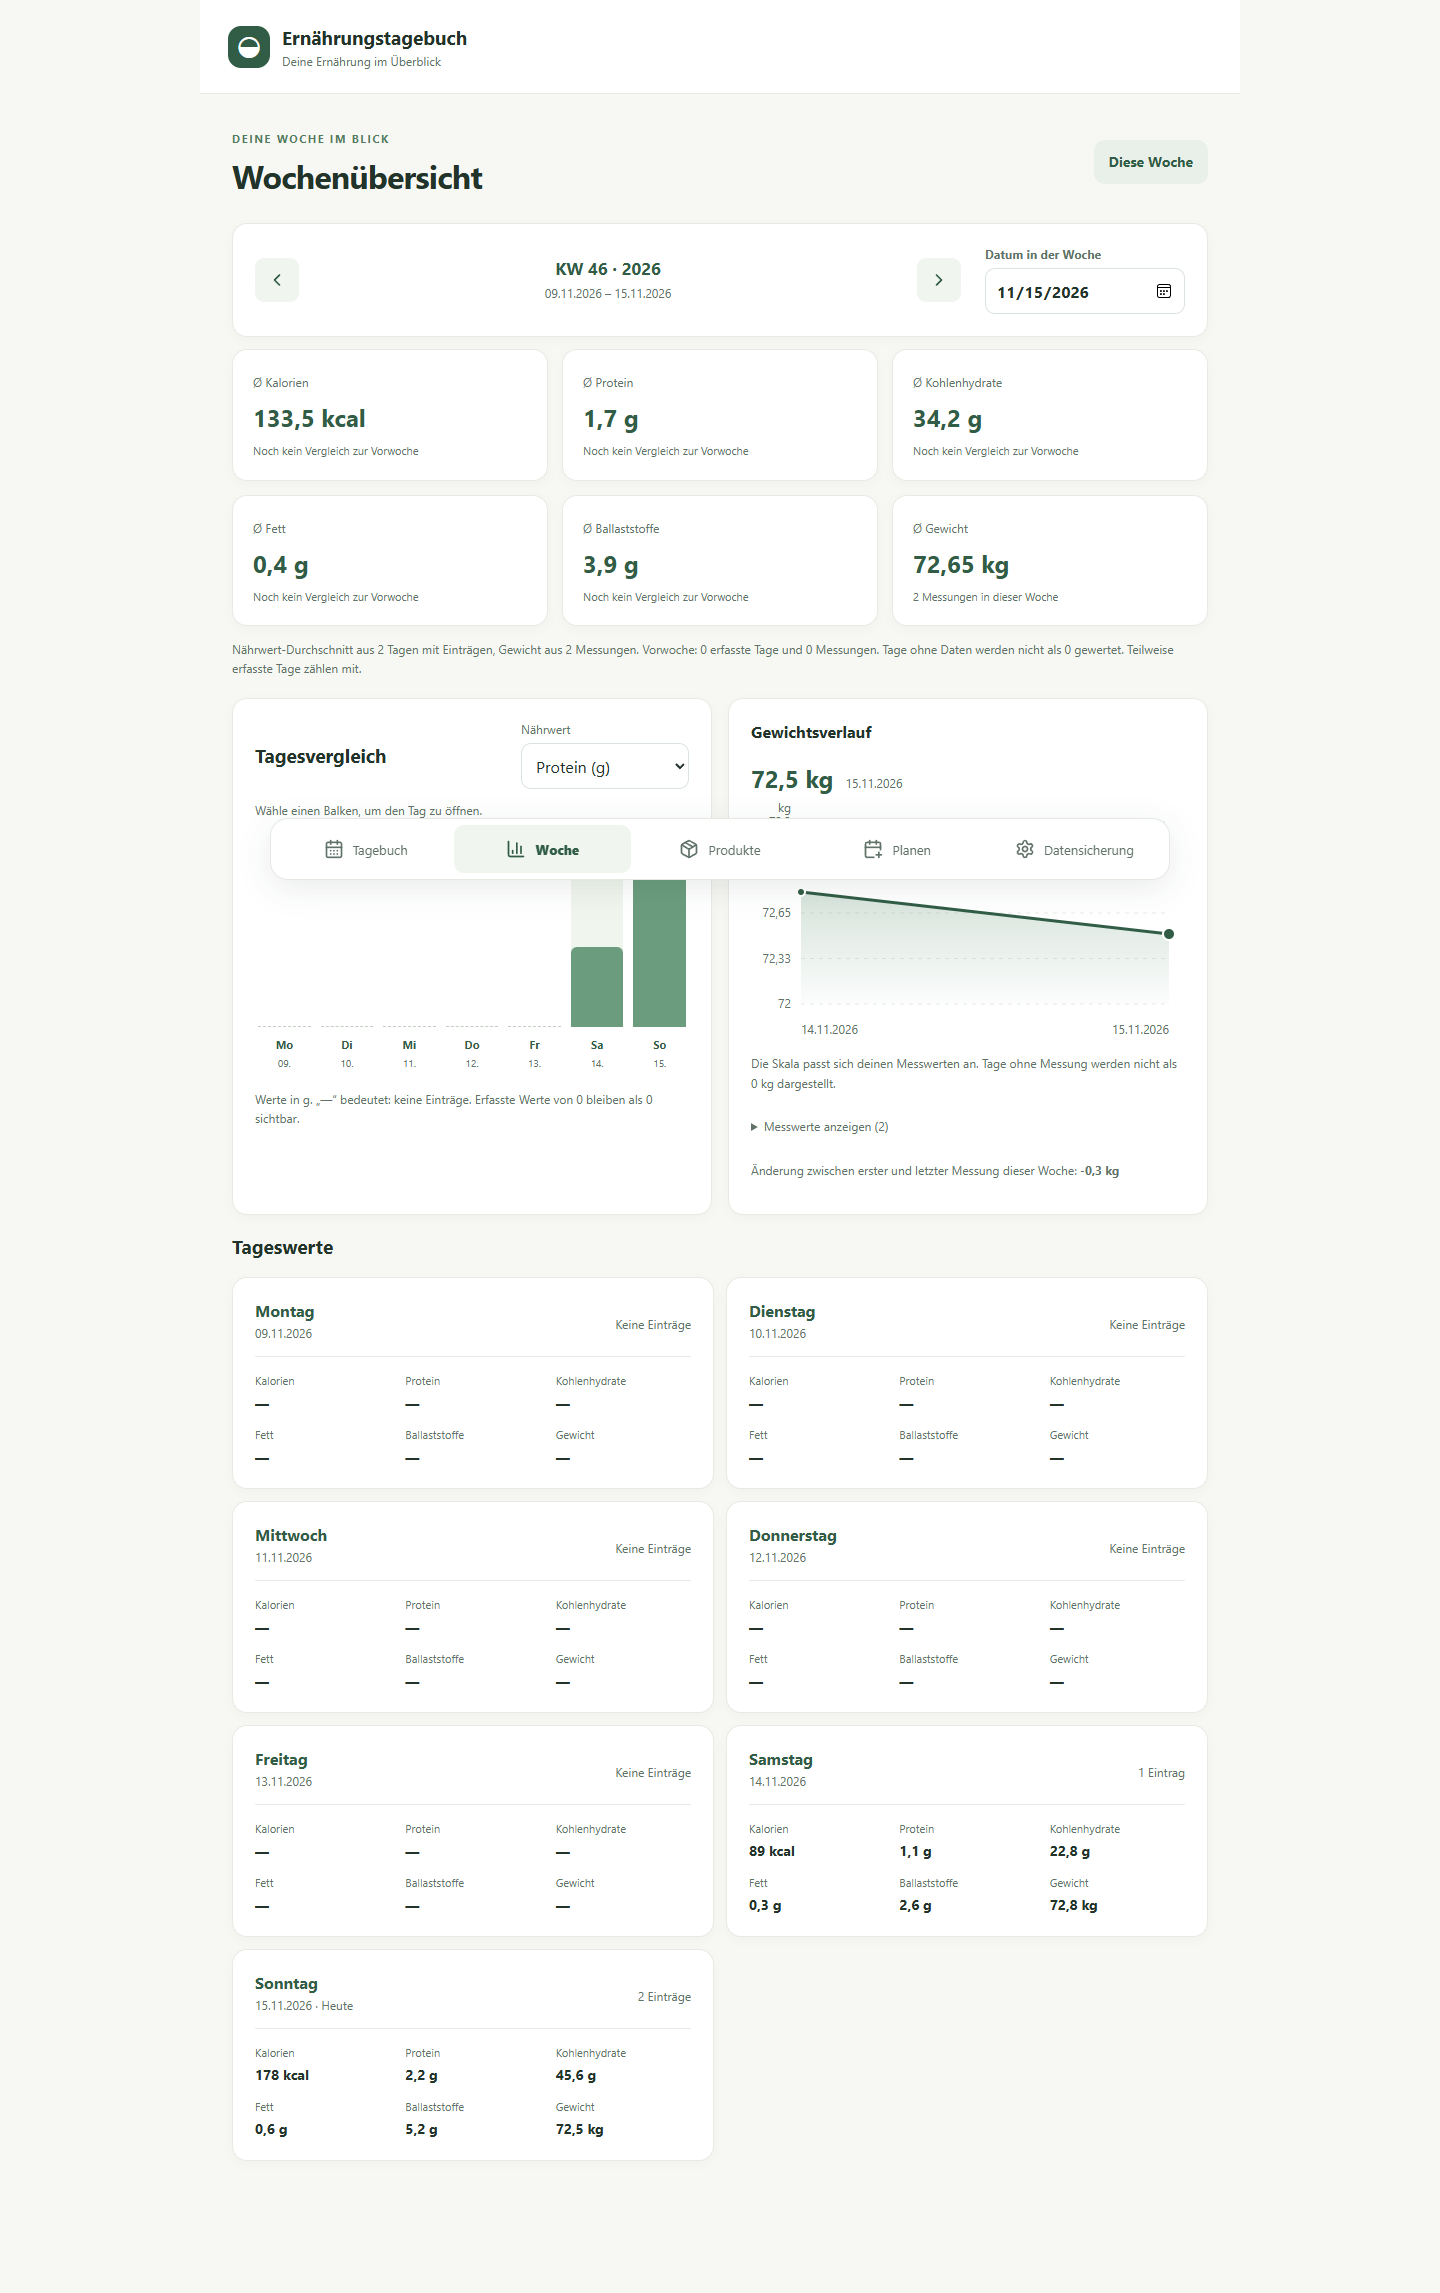 Ernährungstagebuch
Deine Ernährung im Überblick
DEINE WOCHE IM BLICK
Wochenübersicht
Diese Woche
KW 46 · 2026
09.11.2026 – 15.11.2026
Datum in der Woche
11/15/2026
Ø Kalorien
133,5 kcal
Noch kein Vergleich zur Vorwoche
Ø Protein
1,7 g
Noch kein Vergleich zur Vorwoche
Ø Kohlenhydrate
34,2 g
Noch kein Vergleich zur Vorwoche
Ø Fett
0,4 g
Noch kein Vergleich zur Vorwoche
Ø Ballaststoffe
3,9 g
Noch kein Vergleich zur Vorwoche
Ø Gewicht
72,65 kg
2 Messungen in dieser Woche
Nährwert-Durchschnitt aus 2 Tagen mit Einträgen, Gewicht aus 2 Messungen. Vorwoche: 0 erfasste Tage und 0 Messungen. Tage ohne Daten werden nicht als 0 gewertet. Teilweise
erfasste Tage zählen mit.
Tagesvergleich
Nährwert
Protein (g)
Wähle einen Balken, um den Tag zu öffnen.
Gewichtsverlauf
72,5 kg 15.11.2026
kg
Tagebuch
Woche
Produkte
Planen
Datensicherung
Mo
09.
Di
10.
Mi
11.
Do
12.
Fr
13.
Sa
14.
So
15.
Werte in g. „—“ bedeutet: keine Einträge. Erfasste Werte von 0 bleiben als 0
sichtbar.
72,65
72,33
72
14.11.2026
15.11.2026
Die Skala passt sich deinen Messwerten an. Tage ohne Messung werden nicht als
0 kg dargestellt.
Messwerte anzeigen (2)
Änderung zwischen erster und letzter Messung dieser Woche: -0,3 kg
Tageswerte
Montag
09.11.2026
Keine Einträge
Kalorien
—
Protein
—
Kohlenhydrate
—
Fett
—
Ballaststoffe
—
Gewicht
—
Dienstag
10.11.2026
Keine Einträge
Kalorien
—
Protein
—
Kohlenhydrate
—
Fett
—
Ballaststoffe
—
Gewicht
—
Mittwoch
11.11.2026
Keine Einträge
Kalorien
—
Protein
—
Kohlenhydrate
—
Fett
—
Ballaststoffe
—
Gewicht
—
Donnerstag
12.11.2026
Keine Einträge
Kalorien
—
Protein
—
Kohlenhydrate
—
Fett
—
Ballaststoffe
—
Gewicht
—
Freitag
13.11.2026
Keine Einträge
Kalorien
—
Protein
—
Kohlenhydrate
—
Fett
—
Ballaststoffe
—
Gewicht
—
Samstag
14.11.2026
1 Eintrag
Kalorien
89 kcal
Protein
1,1 g
Kohlenhydrate
22,8 g
Fett
0,3 g
Ballaststoffe
2,6 g
Gewicht
72,8 kg
Sonntag
15.11.2026 · Heute
2 Einträge
Kalorien
178 kcal
Protein
2,2 g
Kohlenhydrate
45,6 g
Fett
0,6 g
Ballaststoffe
5,2 g
Gewicht
72,5 kg